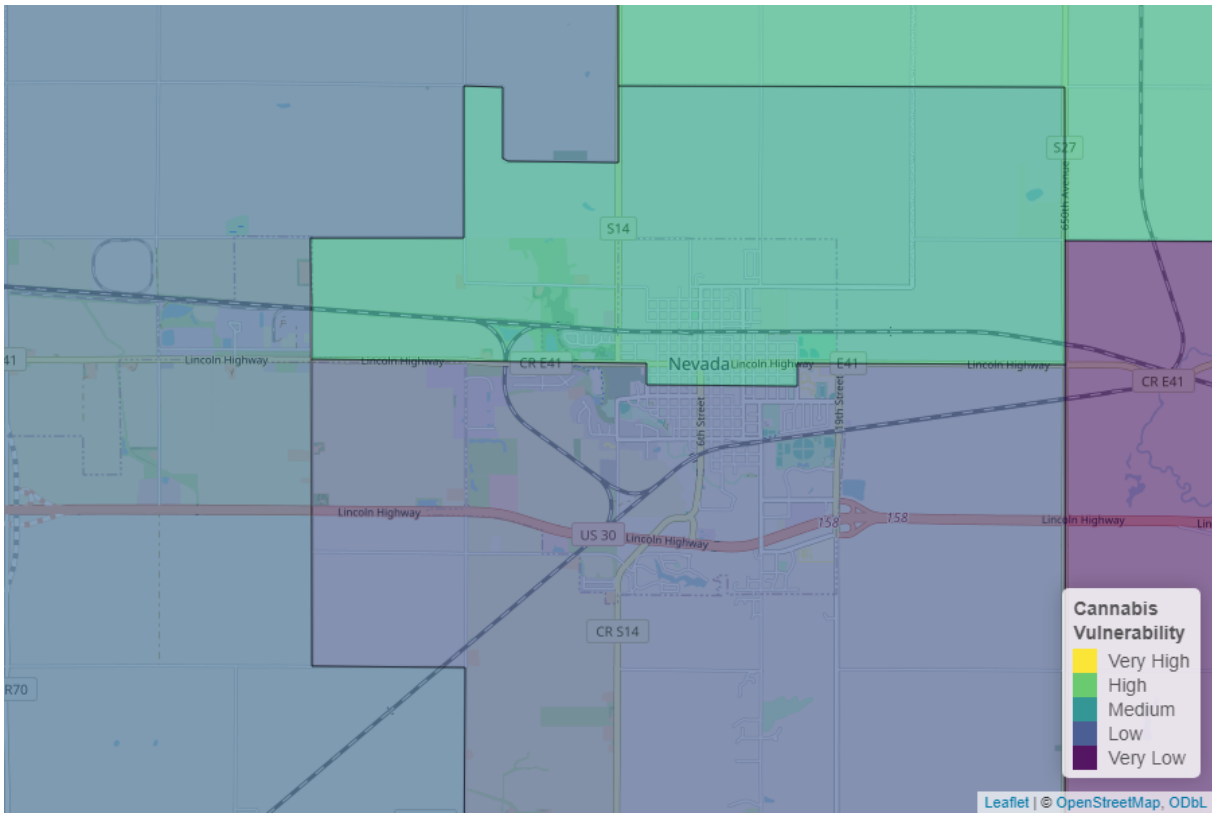 S27
650th Avenue
S14
41
Lincoln Highway
Lincoln Highway
CR E41
Nevada
Lincoln Highway
E41
Lincoln Highway
CR E41
6th Street
19th Street
Lincoln Highway
US 30
Lincoln Highway
158
158
Lincoln Highway
Lin
CR S14
R70
Cannabis
Vulnerability
Very High
High
Medium
Low
Very Low
Leaflet | © OpenStreetMap, ODbL